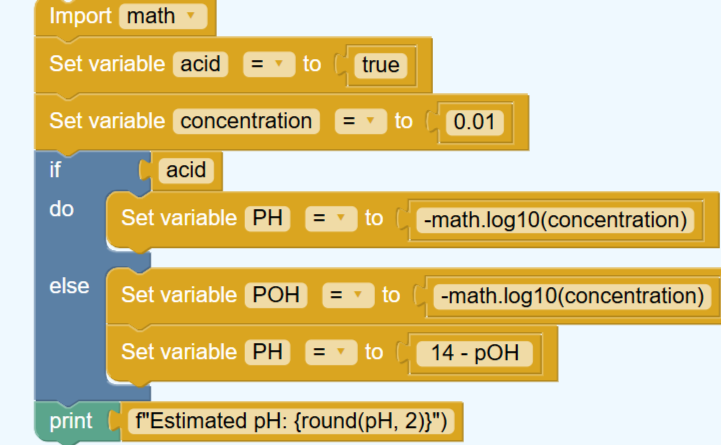 Import math
Set variable acid = to true
Set variable concentration = to 0.01
if acid
do Set variable PH = to -math.log10(concentration)
else Set variable POH = to -math.log10(concentration)
Set variable PH = to 14 - pOH
print f"Estimated pH: {round(pH, 2)}")